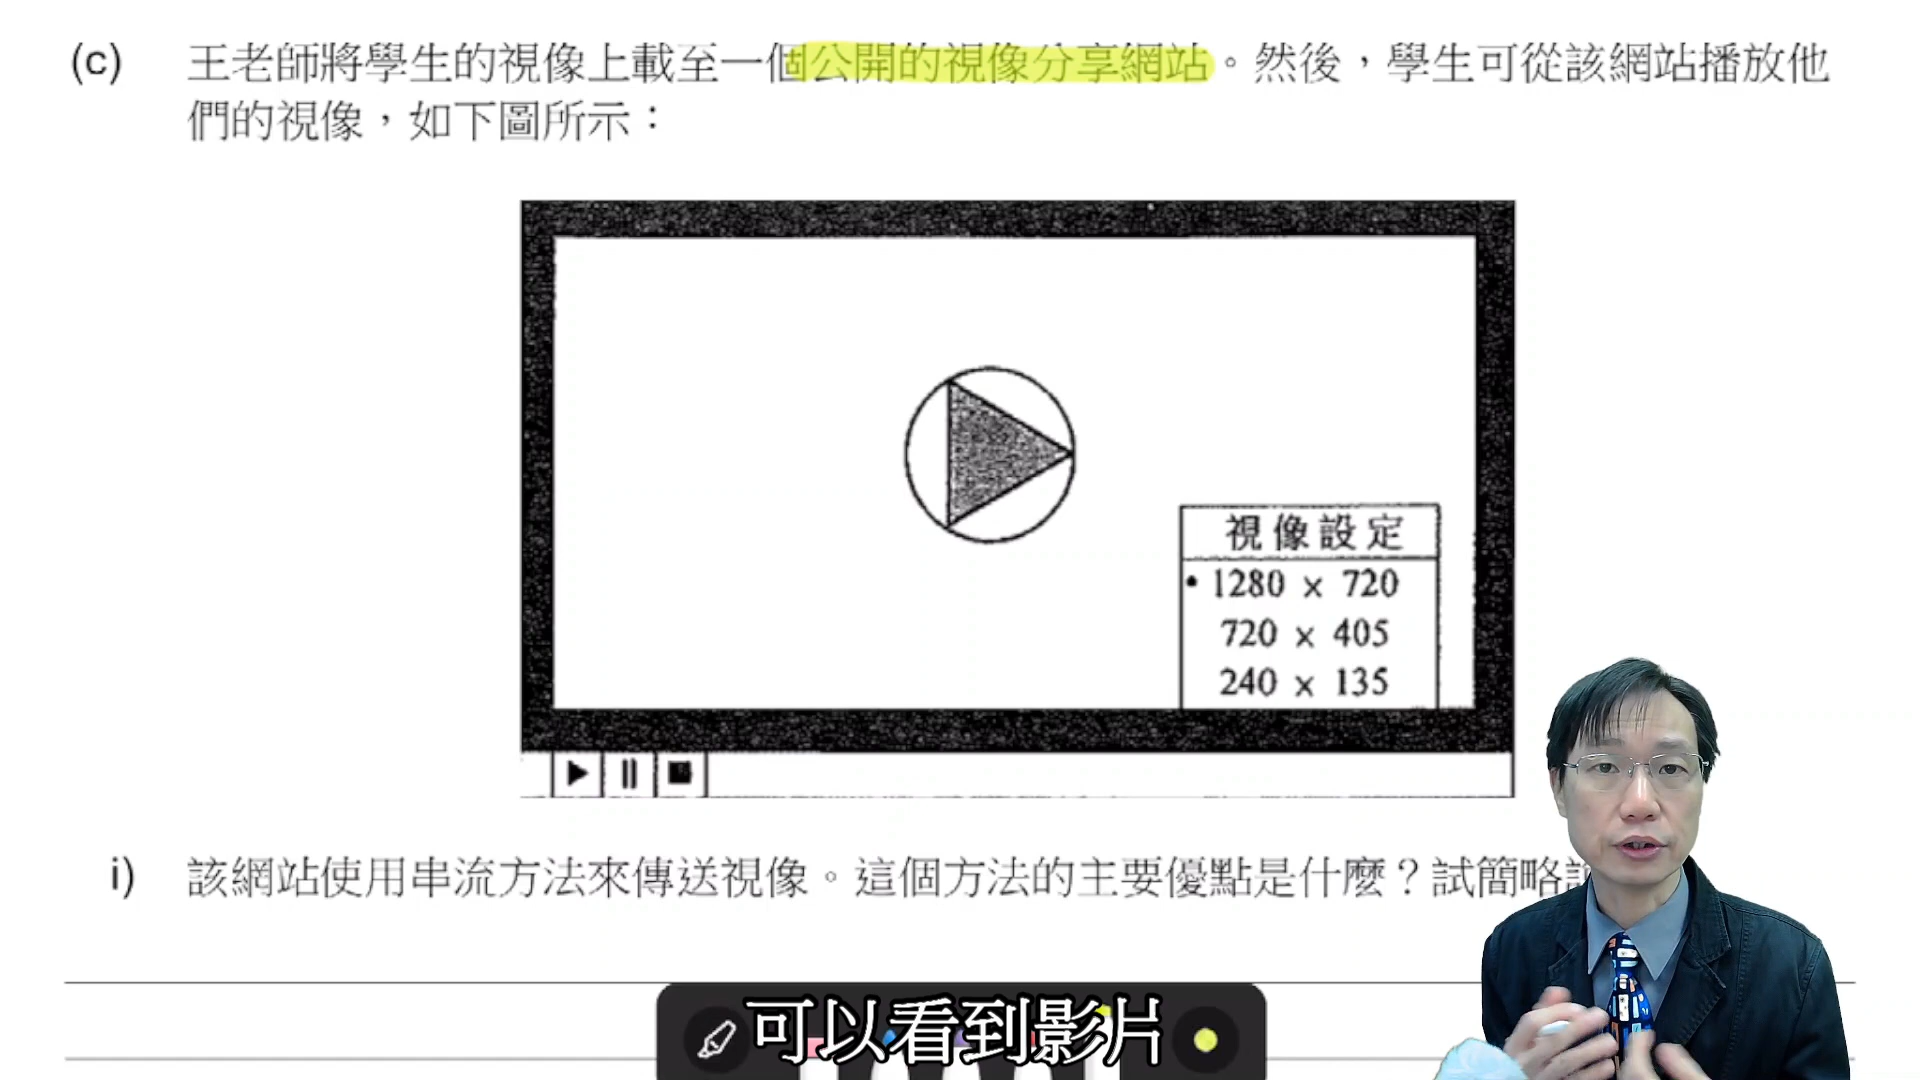 (c) 王老師將學生的視像上載至一個公開的視像分享網站。然後，學生可從該網站播放他
們的視像，如下圖所示：
視像設定
• 1280 × 720
720 × 405
240 × 135
i) 該網站使用串流方法來傳送視像。這個方法的主要優點是什麼？試簡略
可以看到影片